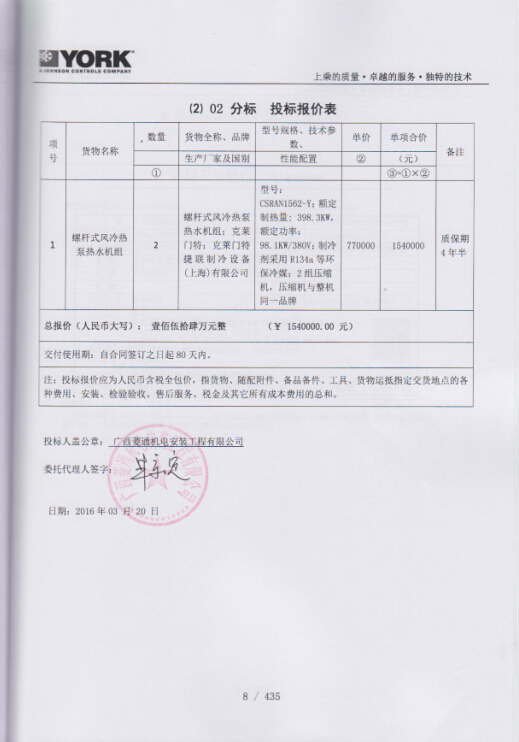 YORK
A JOHNSON CONTROLS COMPANY
上乘的质量·卓越的服务·独特的技术
(2) 02 分标 投标报价表
项号 货物名称 数量 货物全称、品牌 型号规格、技术参数、 单价 单项合价 备注
生产厂家及国别 性能配置 ② (元)
① ③=①×②
1 螺杆式风冷热泵热水机组 2 螺杆式风冷热泵热水机组；克莱门特；克莱门特捷联制冷设备(上海)有限公司 型号：CSRAN1562-Y；额定制热量：398.3KW，额定功率：98.1KW/380V；制冷剂采用R134a等环保冷媒；2组压缩机，压缩机与整机同一品牌 770000 1540000 质保期4年半
总报价（人民币大写）：壹佰伍拾肆万元整 （￥ 1540000.00 元）
交付使用期：自合同签订之日起 80 天内。
注：投标报价应为人民币含税全包价，指货物、随配附件、备品备件、工具、货物运抵指定交货地点的各
种费用、安装、检验验收、售后服务、税金及其它所有成本费用的总和。
投标人盖公章：广西菱通机电安装工程有限公司
委托代理人签字：
日期：2016 年 03 月 20 日
8 / 435